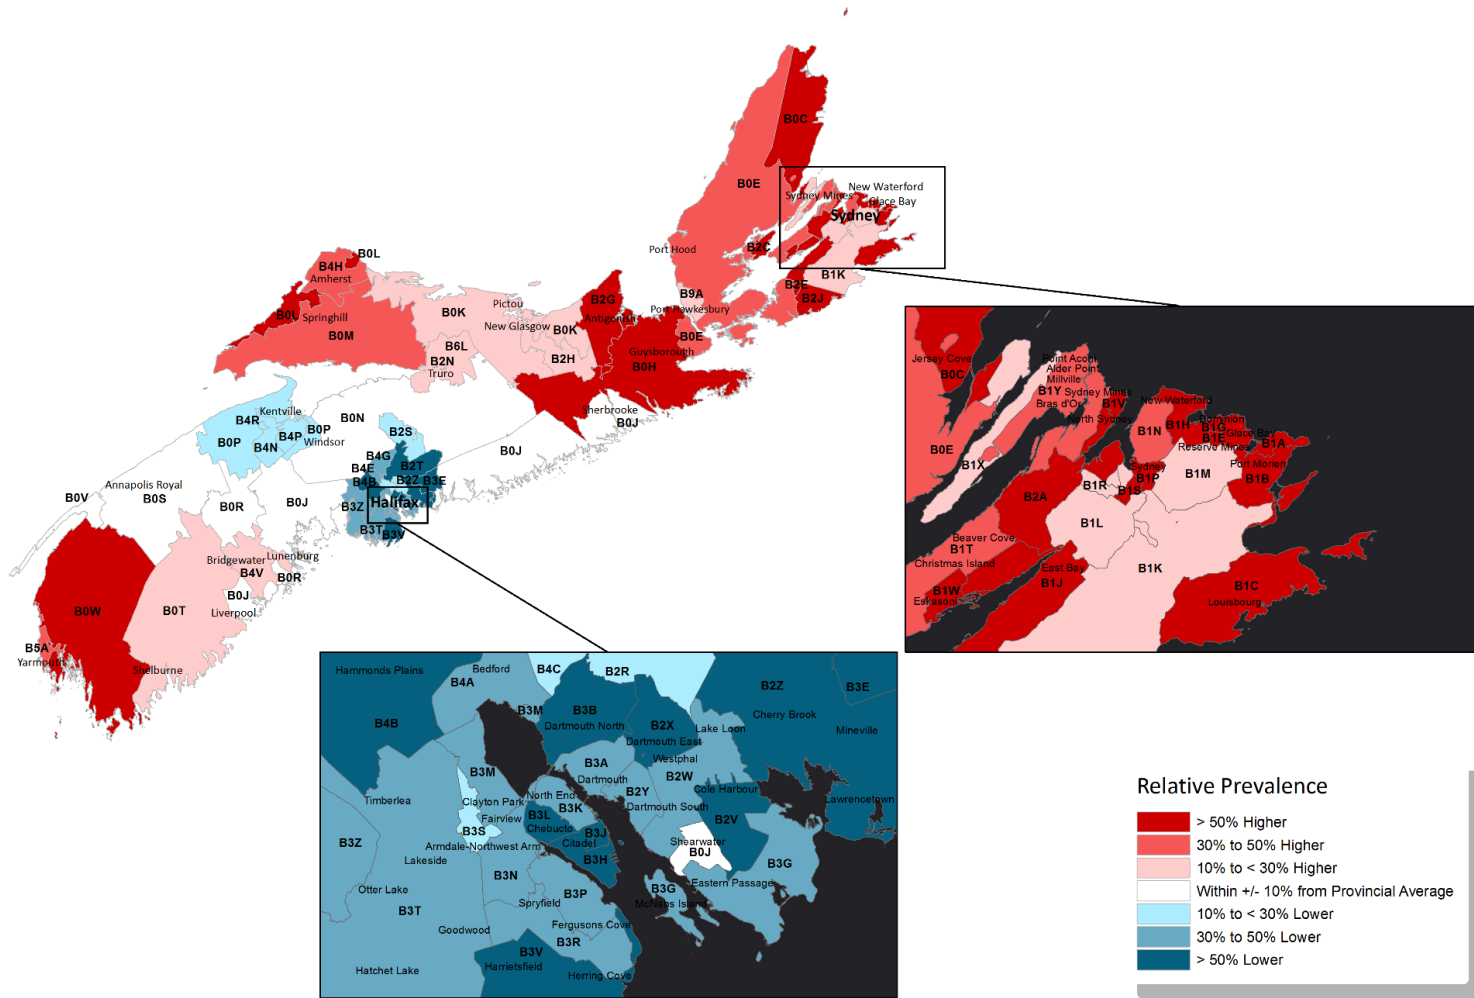 B0C
B0E
New Waterford
Sydney Mines
Glace Bay
Sydney
Port Hood
B2C
B0L
B4H
Amherst
B1K
B2E
B9A
B2J
B2G
Pictou
Port Hawkesbury
B0L
Springhill
B0K
Antigonish
New Glasgow
B0K
B0M
B0E
B6L
Guysborough
B2N
B2H
B0H
Truro
Kentville
Sherbrooke
B4R
B0N
B0J
B0P
B4P
B0P
B2S
Windsor
B4N
B0J
B4G
B4E
B2T
B4B
B2Z
B3E
Annapolis Royal
B0V
B0S
B0R
B0J
B3Z
Halifax
B3T
B3V
Bridgewater
Lunenburg
B4V
B0R
B0J
B0W
B0T
Liverpool
B5A
Yarmouth
Shelburne
Jersey Cove
B0C
Point Aconi
Alder Point
Millville
B1Y
Sydney Mines
Bras d'Or
B1V
New Waterford
North Sydney
B1H
Dominion
B1N
B1G
B1E
Glace Bay
B1A
B0E
Reserve Mines
B1X
Sydney
B1M
Port Morien
B1P
B1B
B1R
B1S
B2A
B1L
Beaver Cove
B1T
Christmas Island
East Bay
B1K
B1J
B1C
B1W
Eskasoni
Louisbourg
Hammonds Plains
Bedford
B4C
B2R
B4A
B2Z
B3E
B3M
B3B
Cherry Brook
B4B
Dartmouth North
B2X
Lake Loon
Mineville
Dartmouth East
Westphal
B3A
B3M
Dartmouth
B2W
Cole Harbour
North End
B2Y
Timberlea
Clayton Park
B3K
Dartmouth South
Lawrencetown
B3L
Fairview
B2V
B3S
Chebucto
B3J
B3Z
Armdale-Northwest Arm
Citadel
Shearwater
Lakeside
B3H
B0J
B3G
B3N
Eastern Passage
Otter Lake
B3P
B3G
Spryfield
McNabs Island
B3T
Goodwood
Fergusons Cove
B3R
B3V
Hatchet Lake
Harrietsfield
Herring Cove
Relative Prevalence
> 50% Higher
30% to 50% Higher
10% to < 30% Higher
Within +/- 10% from Provincial Average
10% to < 30% Lower
30% to 50% Lower
> 50% Lower